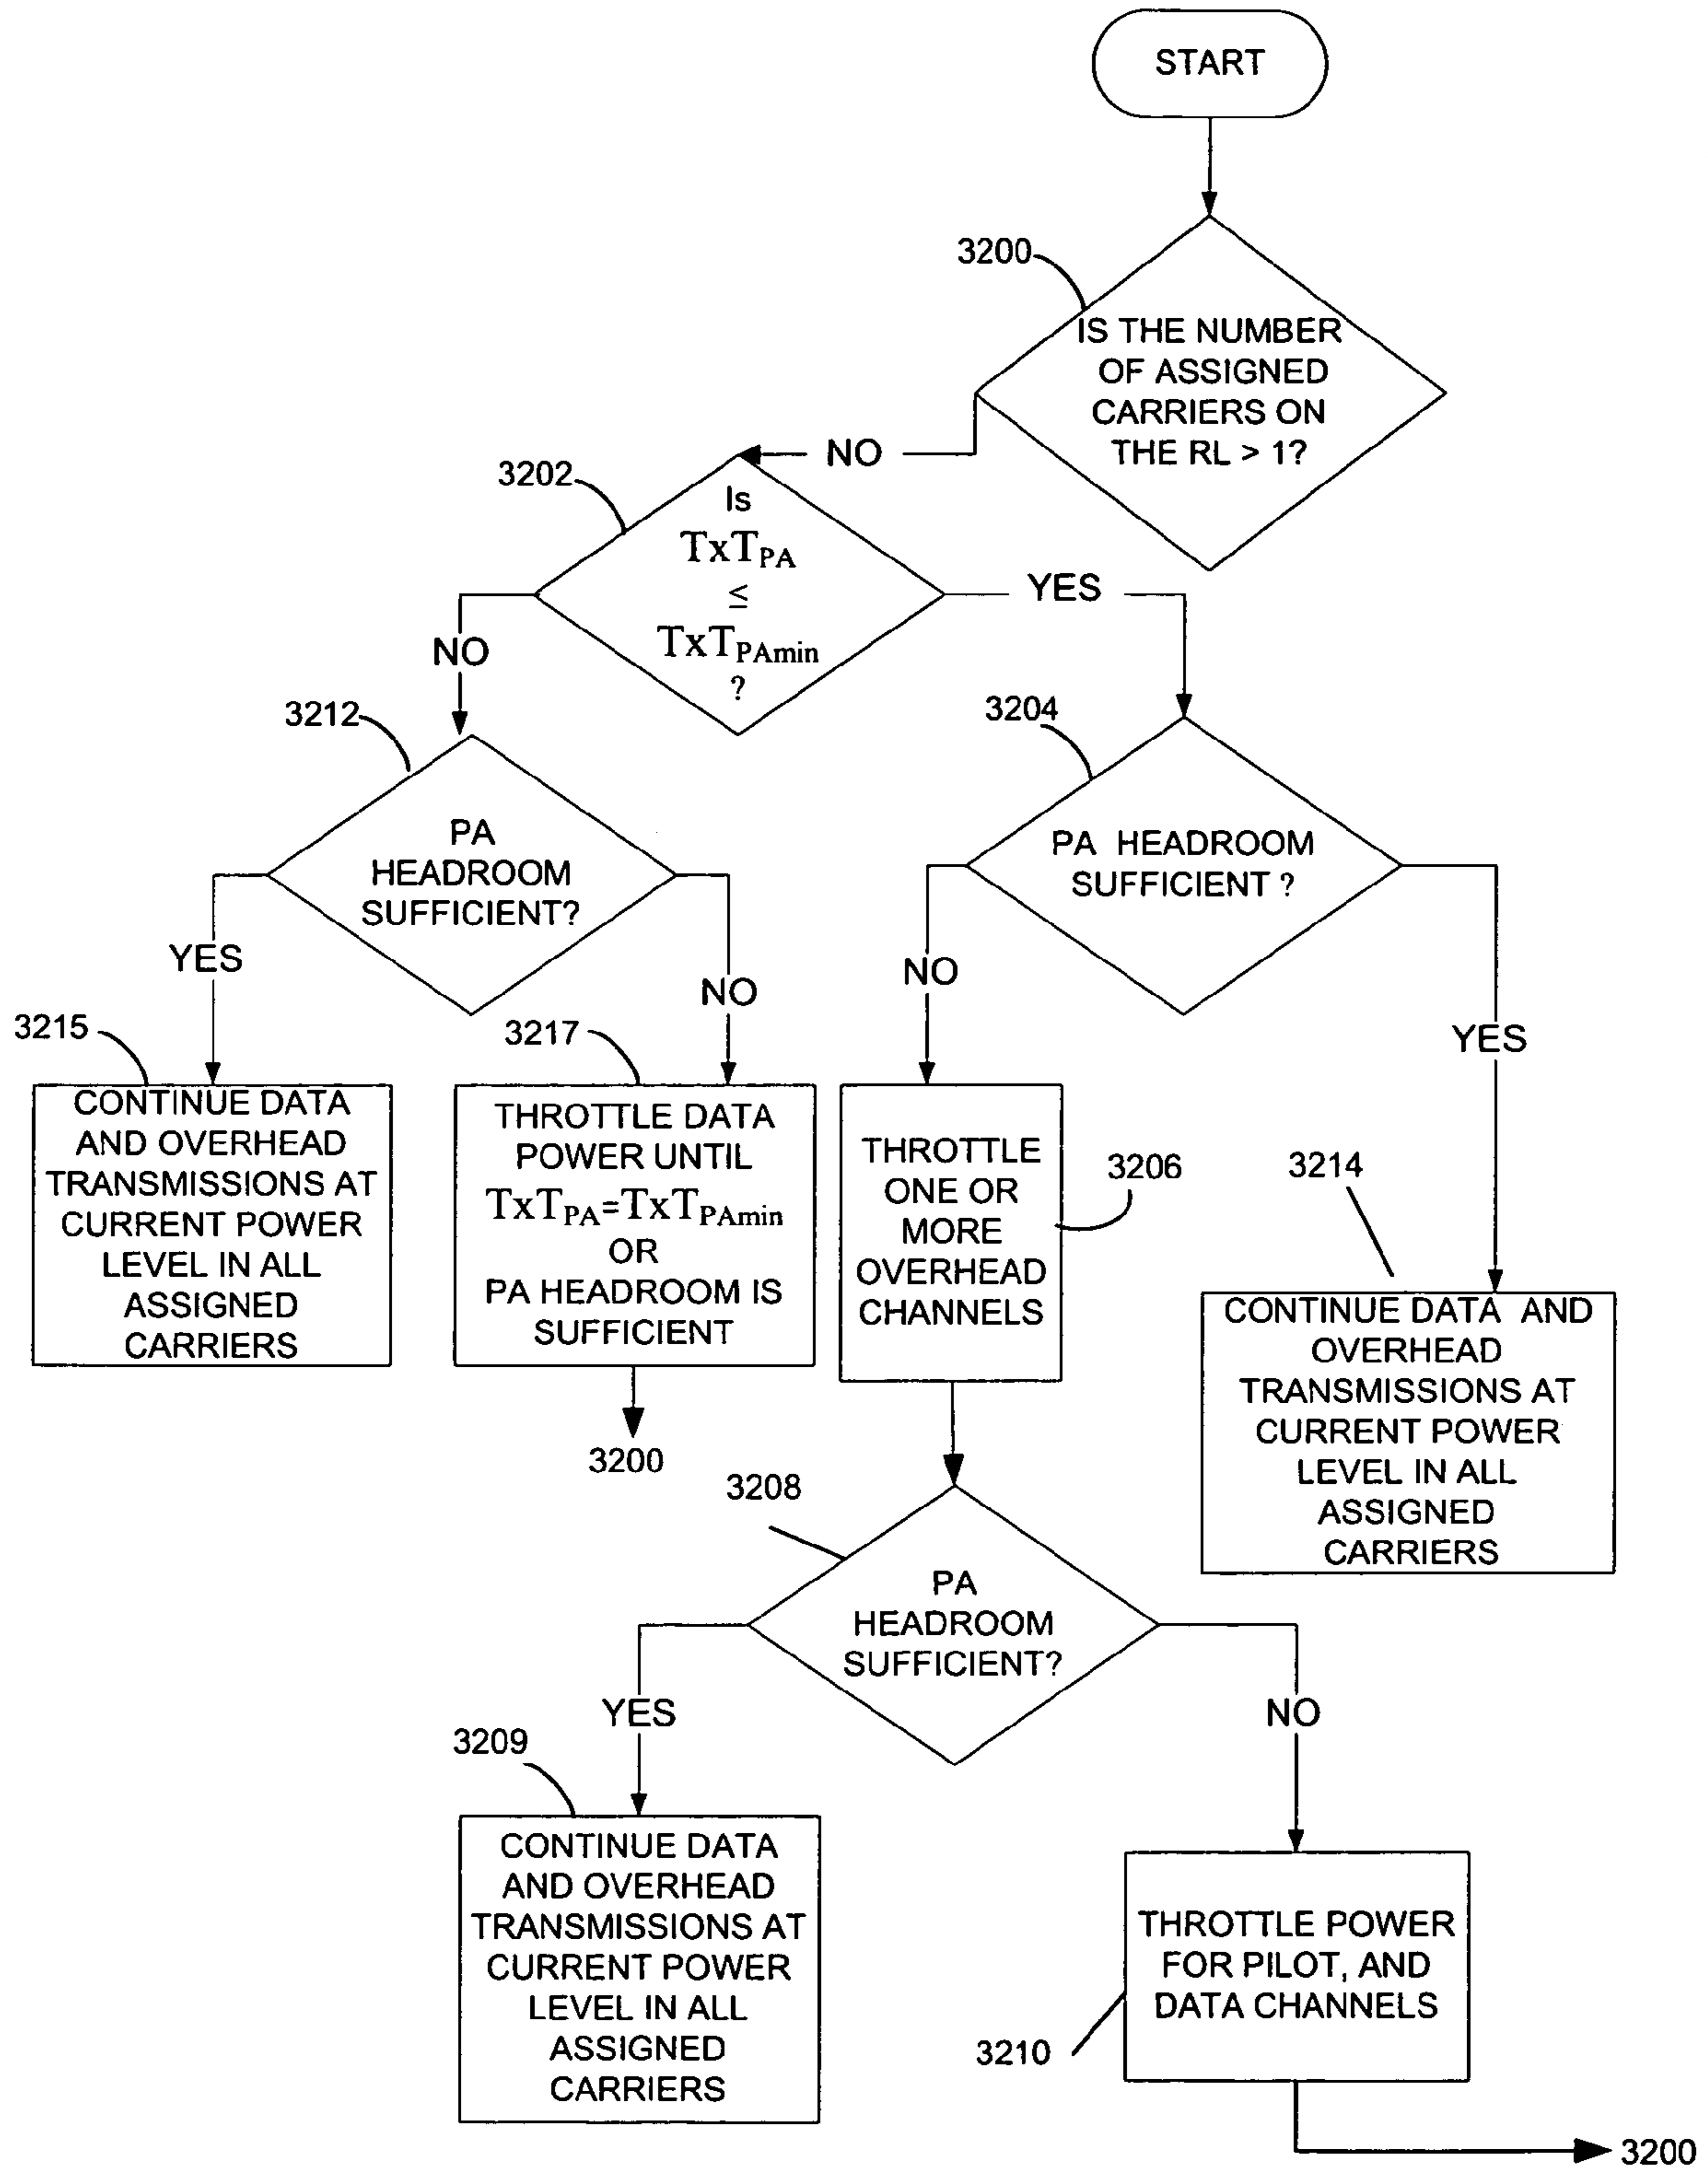 START
3200
IS THE NUMBER
OF ASSIGNED
CARRIERS ON
THE RL > 1?
NO
3202
Is
TxTPA
≤
TxTPAmin
?
YES
NO
3212
3204
PA
HEADROOM
SUFFICIENT?
PA HEADROOM
SUFFICIENT ?
YES
NO
NO
YES
3215
3217
CONTINUE DATA
AND OVERHEAD
TRANSMISSIONS AT
CURRENT POWER
LEVEL IN ALL
ASSIGNED
CARRIERS
THROTTLE DATA
POWER UNTIL
TxTPA=TxTPAmin
OR
PA HEADROOM IS
SUFFICIENT
THROTTLE
ONE OR
MORE
OVERHEAD
CHANNELS
3206
3214
CONTINUE DATA AND
OVERHEAD
TRANSMISSIONS AT
CURRENT POWER
LEVEL IN ALL
ASSIGNED
CARRIERS
3200
3208
PA
HEADROOM
SUFFICIENT?
YES
NO
3209
CONTINUE DATA
AND OVERHEAD
TRANSMISSIONS AT
CURRENT POWER
LEVEL IN ALL
ASSIGNED
CARRIERS
THROTTLE POWER
FOR PILOT, AND
DATA CHANNELS
3210
3200